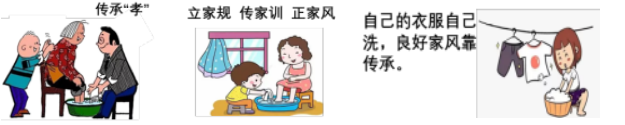 传承“孝”
立家规 传家训 正家风
自己的衣服自己
洗，良好家风靠
传承。